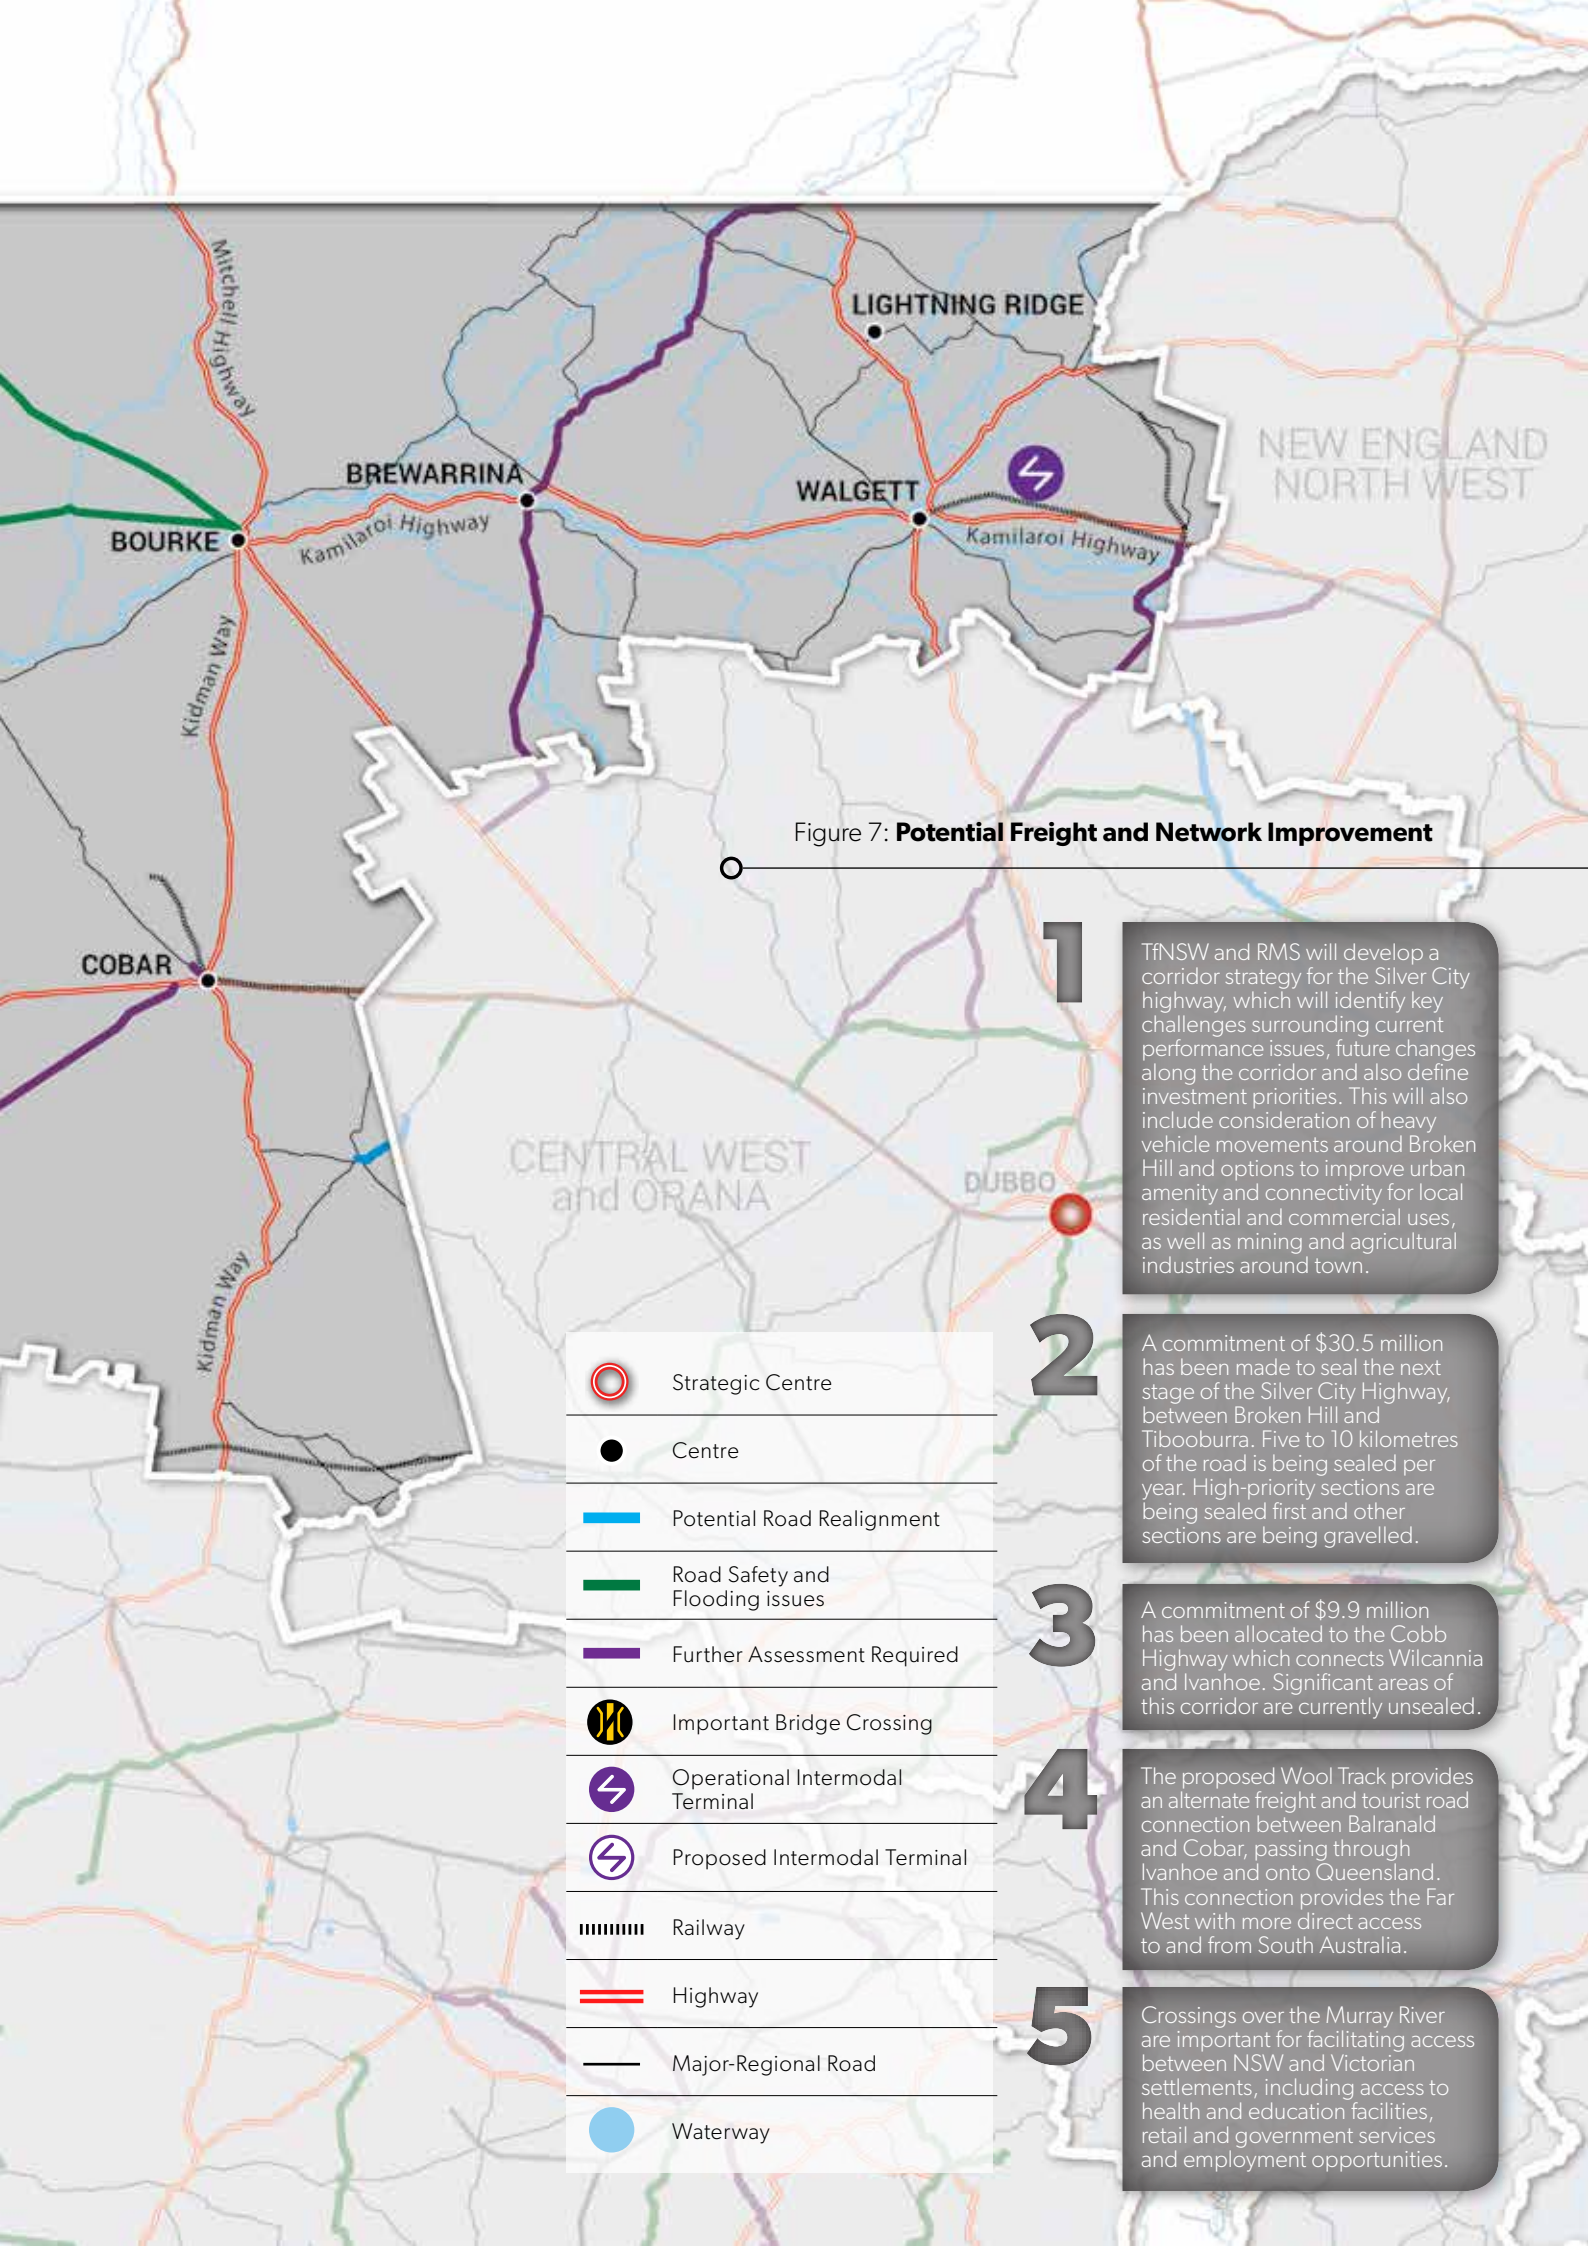 Mitchell Highway
LIGHTNING RIDGE
NEW ENGLAND
NORTH WEST
BREWARRINA
WALGETT
BOURKE
Kamilaroi Highway
Kamilaroi Highway
Kidman Way
Figure 7: Potential Freight and Network Improvement
COBAR
CENTRAL WEST
and ORANA
DUBBO
Kidman Way
Strategic Centre
Centre
Potential Road Realignment
Road Safety and
Flooding issues
Further Assessment Required
Important Bridge Crossing
Operational Intermodal
Terminal
Proposed Intermodal Terminal
Railway
Highway
Major-Regional Road
Waterway
1
TfNSW and RMS will develop a
corridor strategy for the Silver City
highway, which will identify key
challenges surrounding current
performance issues, future changes
along the corridor and also define
investment priorities. This will also
include consideration of heavy
vehicle movements around Broken
Hill and options to improve urban
amenity and connectivity for local
residential and commercial uses,
as well as mining and agricultural
industries around town.
2
A commitment of $30.5 million
has been made to seal the next
stage of the Silver City Highway,
between Broken Hill and
Tibooburra. Five to 10 kilometres
of the road is being sealed per
year. High-priority sections are
being sealed first and other
sections are being gravelled.
3
A commitment of $9.9 million
has been allocated to the Cobb
Highway which connects Wilcannia
and Ivanhoe. Significant areas of
this corridor are currently unsealed.
4
The proposed Wool Track provides
an alternate freight and tourist road
connection between Balranald
and Cobar, passing through
Ivanhoe and onto Queensland.
This connection provides the Far
West with more direct access
to and from South Australia.
5
Crossings over the Murray River
are important for facilitating access
between NSW and Victorian
settlements, including access to
health and education facilities,
retail and government services
and employment opportunities.